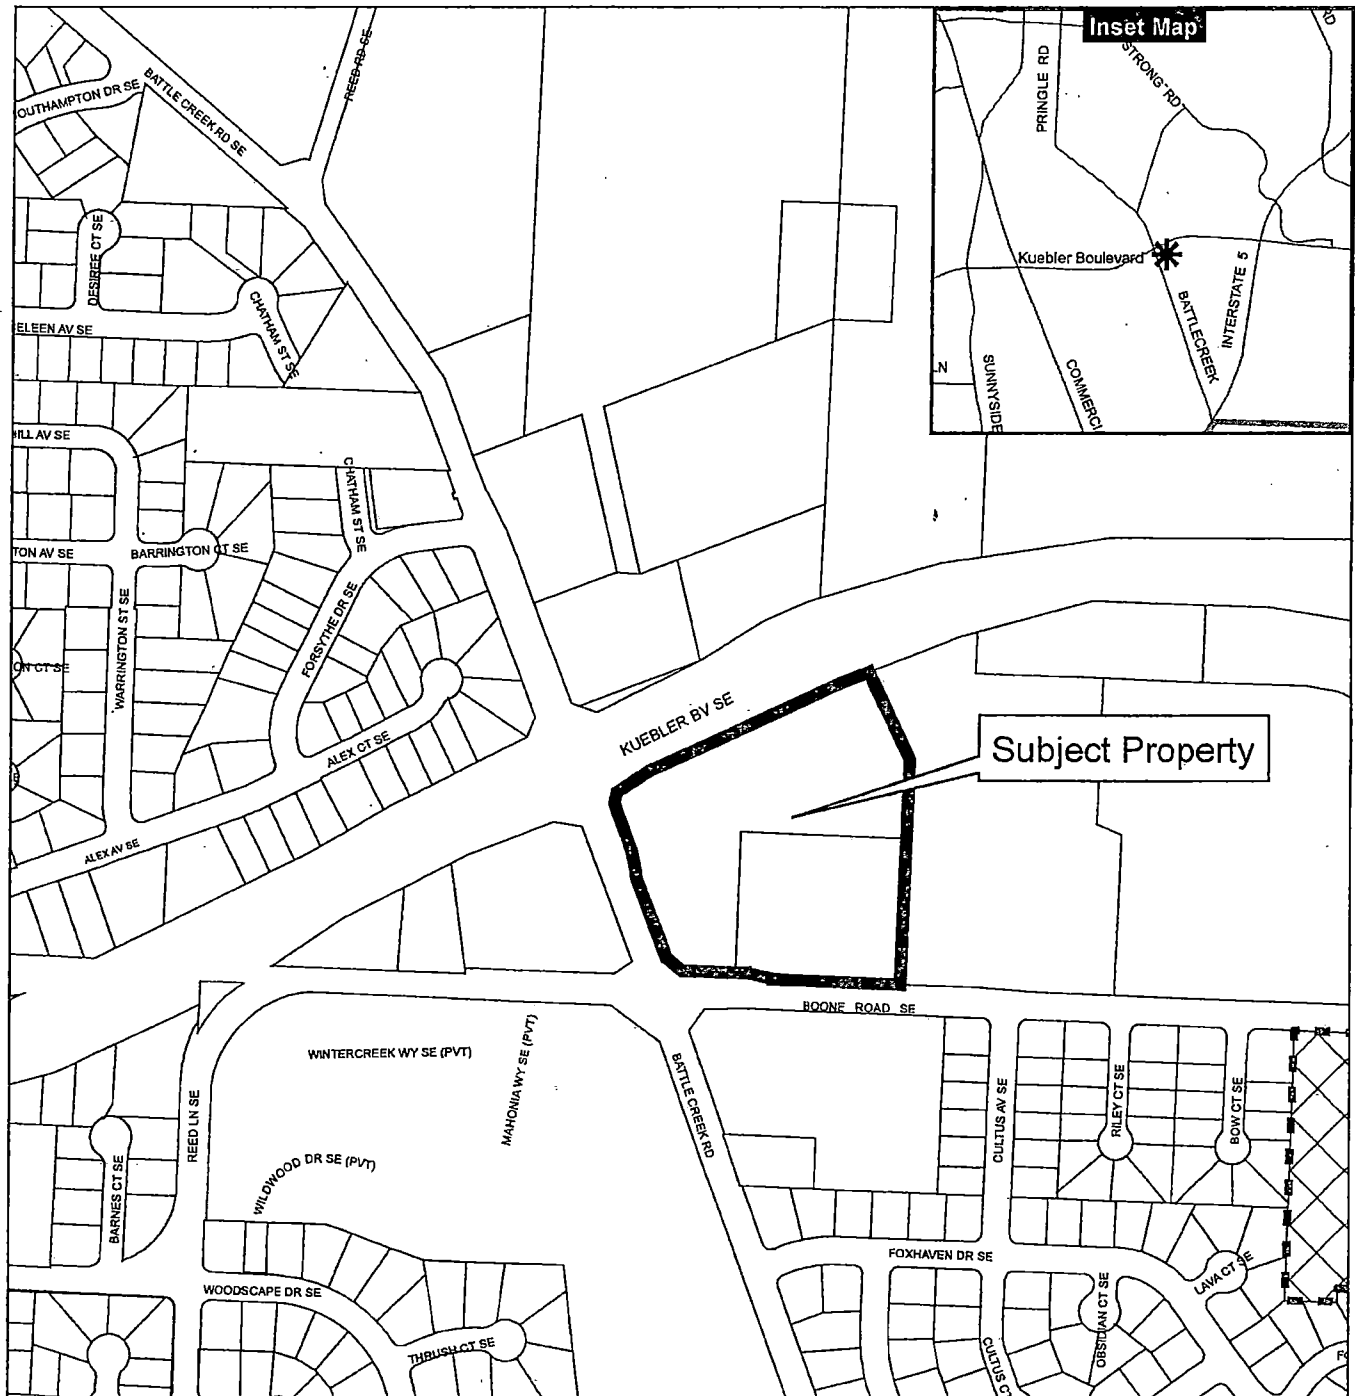 Inset Map
RD
PRINGLE RD
STRONG RD
Kuebler Boulevard
INTERSTATE 5
BATTLECREEK
LN
SUNNYSIDE
COMMERCI
REED RD SE
BATTLE CREEK RD SE
OUTHAMPTON DR SE
DESIREE CT SE
CHATHAM ST SE
ELEEN AV SE
HILL AV SE
CHATHAM ST SE
TON AV SE
BARRINGTON CT SE
WARRINGTON ST SE
FORSYTHE DR SE
ON CT SE
KUEBLER BV SE
ALEX CT SE
Subject Property
ALEX AV SE
BOONE ROAD SE
WINTERCREEK WY SE (PVT)
MAHONIA WY SE (PVT)
REED LN SE
BATTLE CREEK RD
CULTUS AV SE
RILEY CT SE
BOW CT SE
WILDWOOD DR SE (PVT)
BARNES CT SE
FOXHAVEN DR SE
LAVA CT SE
WOODSCAPE DR SE
OBSIDIAN CT SE
THRUSH CT SE
CULTUS CT